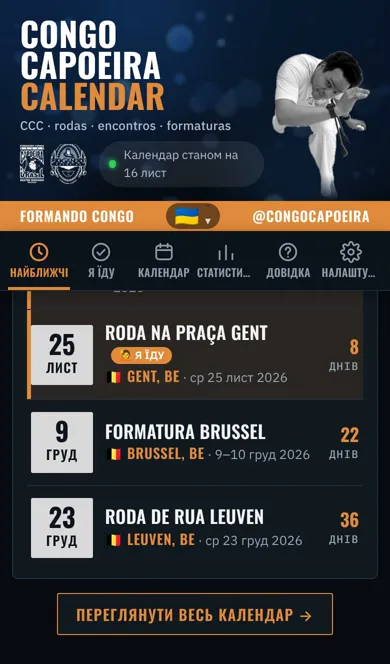 CONGO
CAPOEIRA
CALENDAR
CCC · rodas · encontros · formaturas
Календар станом на
16 лист
FORMANDO CONGO
@CONGOCAPOEIRA
НАЙБЛИЖЧІ
Я ЇДУ
КАЛЕНДАР
СТАТИСТИ…
ДОВІДКА
НАЛАШТУ…
25
ЛИСТ
RODA NA PRAÇA GENT
Я ЇДУ
GENT, BE · ср 25 лист 2026
8
ДНІВ
9
ГРУД
FORMATURA BRUSSEL
BRUSSEL, BE · 9–10 груд 2026
22
ДНІВ
23
ГРУД
RODA DE RUA LEUVEN
LEUVEN, BE · ср 23 груд 2026
36
ДНІВ
ПЕРЕГЛЯНУТИ ВЕСЬ КАЛЕНДАР →